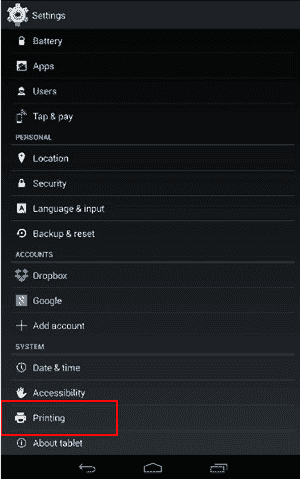 Settings
Battery
Apps
Users
Tap & pay
PERSONAL
Location
Security
Language & input
Backup & reset
ACCOUNTS
Dropbox
Google
Add account
SYSTEM
Date & time
Accessibility
Printing
About tablet